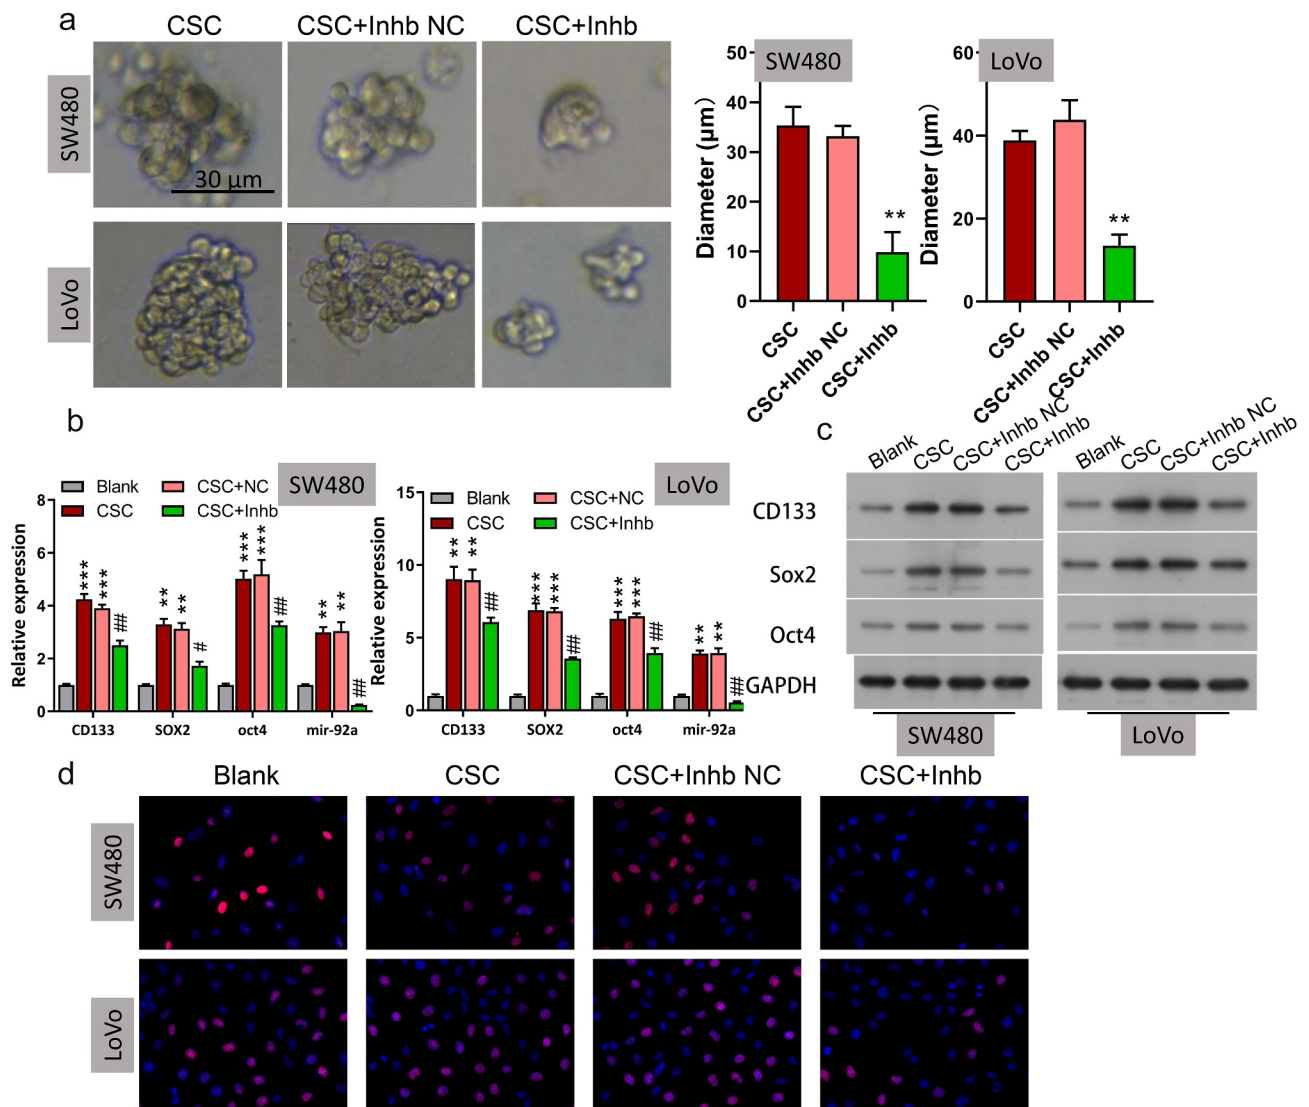 a
CSC
CSC+Inhb NC
CSC+Inhb
SW480
30 µm
LoVo
SW480
Diameter (µm)
50
40
30
20
10
0
**
CSC
CSC+Inhb NC
CSC+Inhb
LoVo
Diameter (µm)
60
40
20
0
**
CSC
CSC+Inhb NC
CSC+Inhb
b
SW480
Blank
CSC+NC
CSC
CSC+Inhb
Relative expression
8
6
4
2
0
*** *** ##
** ** #
*** *** ##
** ** ##
CD133 SOX2 oct4 mir-92a
LoVo
Blank
CSC+NC
CSC
CSC+Inhb
Relative expression
15
10
5
0
** ** ##
*** *** ##
*** *** ##
** ** ##
CD133 SOX2 oct4 mir-92a
c
Blank CSC CSC+Inhb NC CSC+Inhb
Blank CSC CSC+Inhb NC CSC+Inhb
CD133
Sox2
Oct4
GAPDH
SW480
LoVo
d
Blank
CSC
CSC+Inhb NC
CSC+Inhb
SW480
LoVo